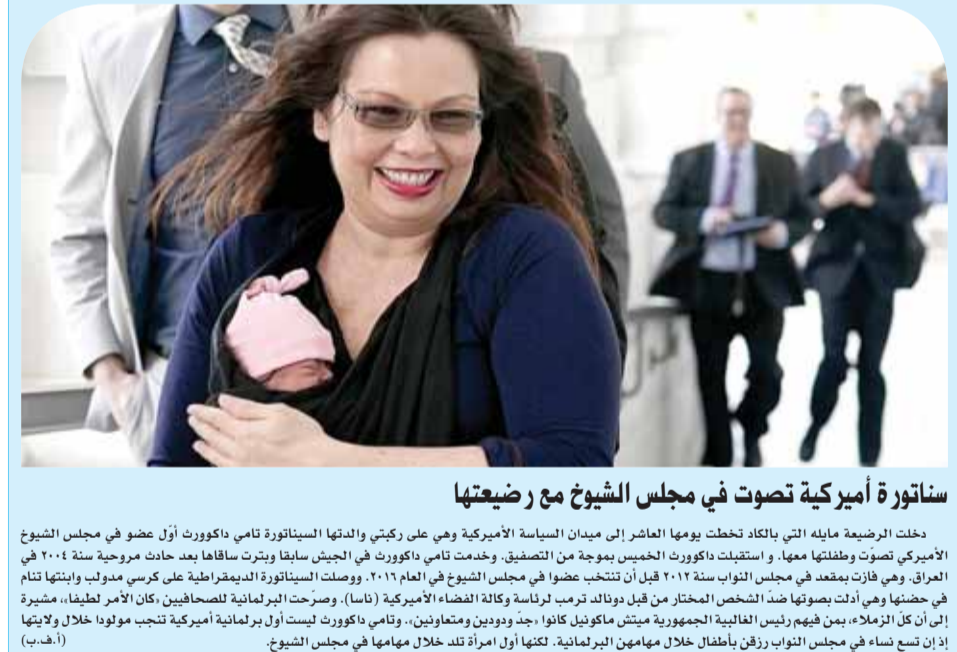 سناتورة أميركية تصوت في مجلس الشيوخ مع رضيعتها
دخلت الرضيعة مايله التي بالكاد تخطت يومها العاشر إلى ميدان السياسة الأميركية وهي على ركبتي والدتها السيناتورة تامي داكوورث أوّل عضو في مجلس الشيوخ
الأميركي تصوّت وطفلتها معها. و استقبلت داكوورث الخميس بموجة من التصفيق. وخدمت تامي داكوورث في الجيش سابقا وبترت ساقاها بعد حادث مروحية سنة ٢٠٠٤ في
العراق. وهي فازت بمقعد في مجلس النواب سنة ٢٠١٢ قبل أن تنتخب عضوا في مجلس الشيوخ في العام ٢٠١٦. ووصلت السيناتورة الديمقراطية على كرسي مدولب وابنتها تنام
في حضنها وهي أدلت بصوتها ضدّ الشخص المختار من قبل دونالد ترمب لرئاسة وكالة الفضاء الأميركية (ناسا). وصرّحت البرلمانية للصحافيين «كان الأمر لطيفا»، مشيرة
إلى أن كلّ الزملاء، بمن فيهم رئيس الغالبية الجمهورية ميتش ماكونيل كانوا «جدّ ودودين ومتعاونين». وتامي داكوورث ليست أول برلمانية أميركية تنجب مولودا خلال ولايتها
إذ إن تسع نساء في مجلس النواب رزقن بأطفال خلال مهامهن البرلمانية. لكنها أول امرأة تلد خلال مهامها في مجلس الشيوخ. (أ.ف.ب)